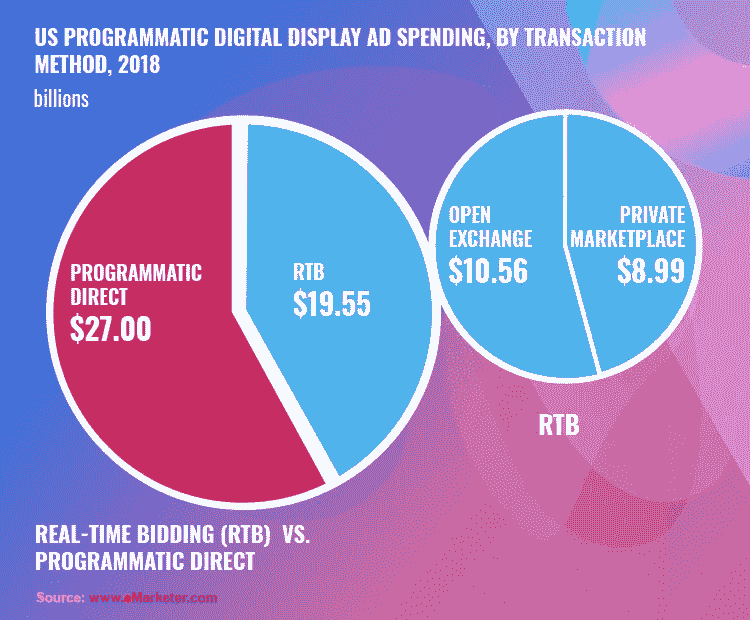 US PROGRAMMATIC DIGITAL DISPLAY AD SPENDING, BY TRANSACTION
METHOD, 2018
billions
PROGRAMMATIC
DIRECT
$27.00
RTB
$19.55
OPEN
EXCHANGE
$10.56
PRIVATE
MARKETPLACE
$8.99
RTB
REAL-TIME BIDDING (RTB) VS.
PROGRAMMATIC DIRECT
Source: www.eMarketer.com